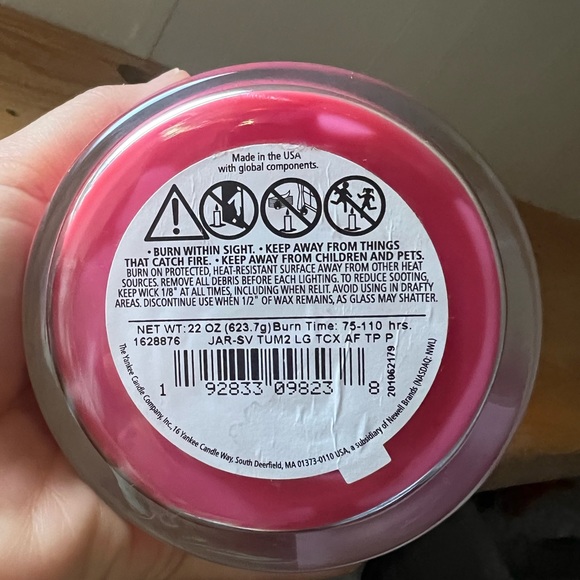 Made in the USA
with global components.
• BURN WITHIN SIGHT. • KEEP AWAY FROM THINGS
THAT CATCH FIRE. • KEEP AWAY FROM CHILDREN AND PETS.
BURN ON PROTECTED, HEAT-RESISTANT SURFACE AWAY FROM OTHER HEAT
SOURCES. REMOVE ALL DEBRIS BEFORE EACH LIGHTING. TO REDUCE SOOTING,
KEEP WICK 1/8" AT ALL TIMES, INCLUDING WHEN RELIT. AVOID USING IN DRAFTY
AREAS. DISCONTINUE USE WHEN 1/2" OF WAX REMAINS, AS GLASS MAY SHATTER.
NET WT: 22 OZ (623.7g)Burn Time: 75-110 hrs.
1628876 JAR-SV TUM2 LG TCX AF TP P
1 92833 09823 8
201062179
The Yankee Candle Company, Inc. 16 Yankee Candle Way, South Deerfield, MA 01373-0110 USA, a subsidiary of Newell Brands (NASDAQ: NWL)